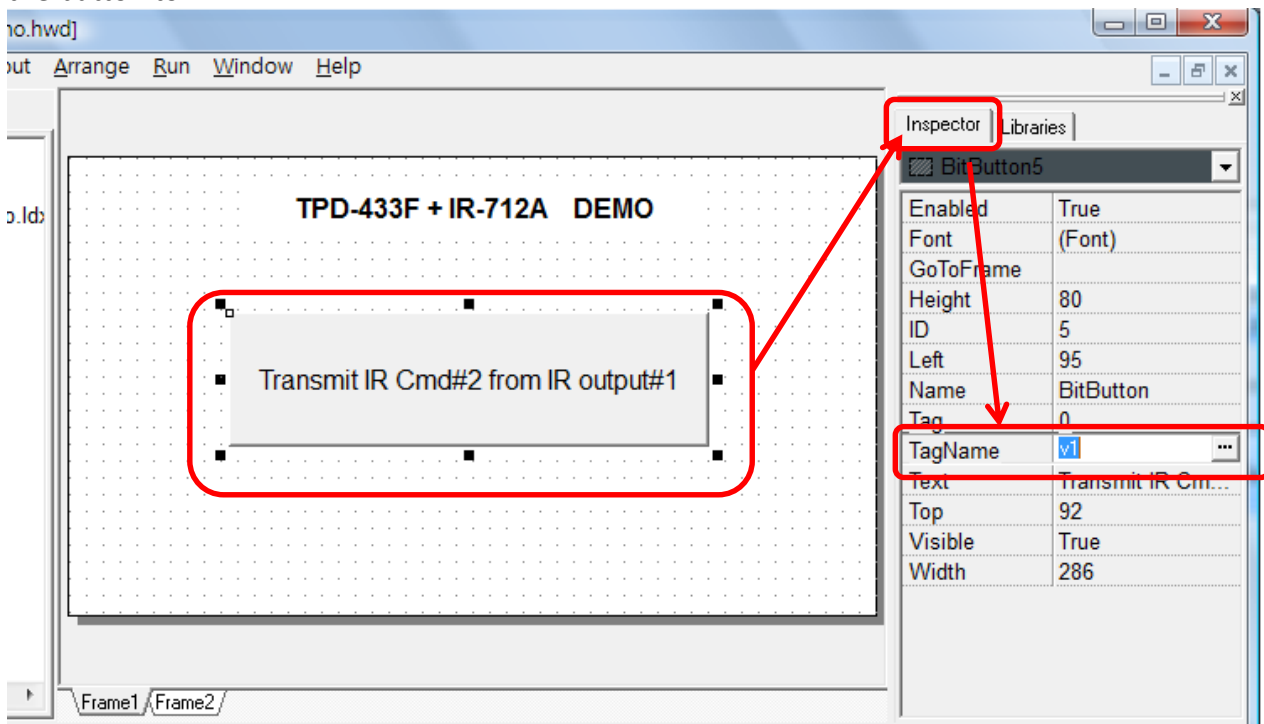 no.hwd]
out Arrange Run Window Help
Inspector Libraries
BitButton5
o.ldx
TPD-433F + IR-712A DEMO
Transmit IR Cmd#2 from IR output#1
Enabled True
Font (Font)
GoToFrame
Height 80
ID 5
Left 95
Name BitButton
Tag 0
TagName v1 ...
Text Transmit IR Cm...
Top 92
Visible True
Width 286
Frame1 Frame2